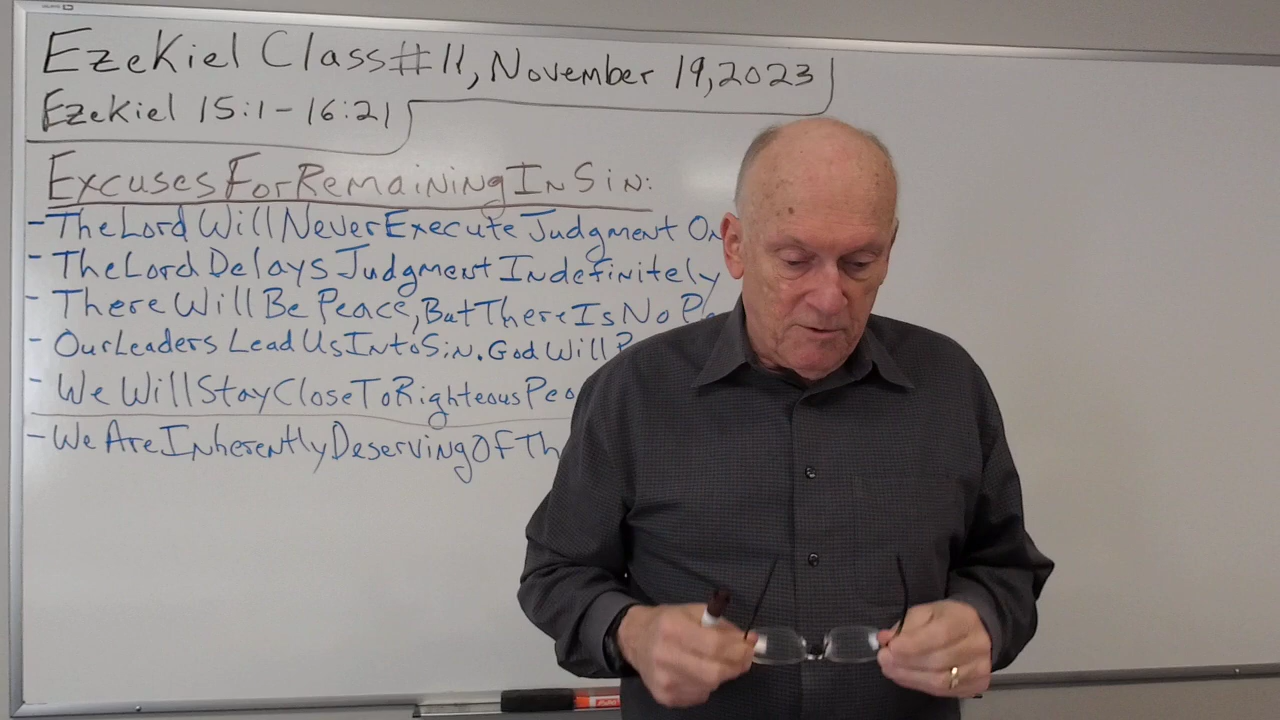 Ezekiel Class #11, November 19, 2023
Ezekiel 15:1-16:21
Excuses For Remaining In Sin:
- The Lord Will Never Execute Judgment On
- The Lord Delays Judgment Indefinitely
- There Will Be Peace, But There Is No
- Our Leaders Lead Us Into Sin. God Will
- We Will Stay Close To Righteous
- We Are Inherently Deserving Of